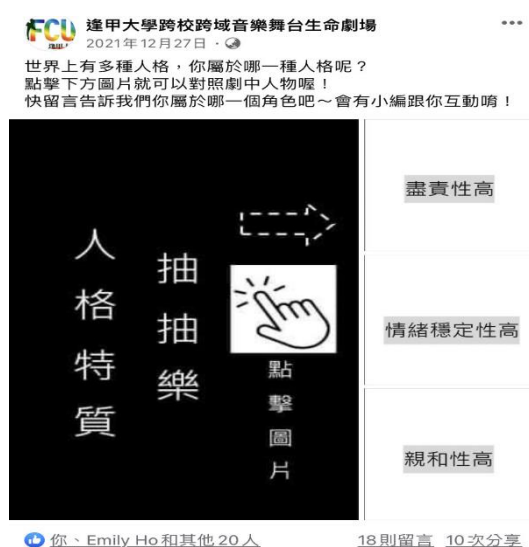 FCU
逢甲大學跨校跨域音樂舞台生命劇場
2021年12月27日
世界上有多種人格，你屬於哪一種人格呢？
點擊下方圖片就可以對照劇中人物喔！
快留言告訴我們你屬於哪一個角色吧～會有小編跟你互動唷！
人格特質
抽抽樂
點擊圖片
盡責性高
情緒穩定性高
親和性高
你、Emily Ho和其他20人
18則留言 10次分享